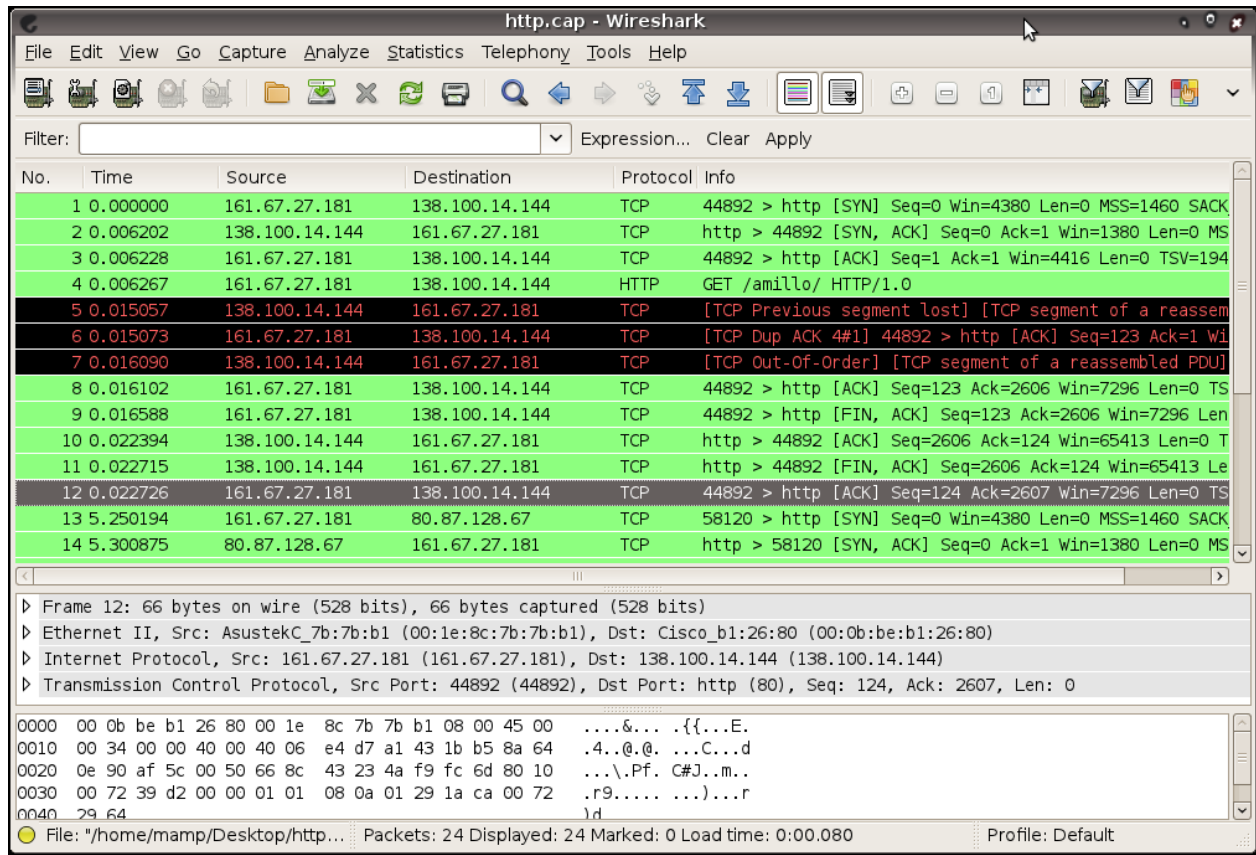 http.cap - Wireshark
File Edit View Go Capture Analyze Statistics Telephony Tools Help
Filter: Expression... Clear Apply
No. Time Source Destination Protocol Info
1 0.000000 161.67.27.181 138.100.14.144 TCP 44892 > http [SYN] Seq=0 Win=4380 Len=0 MSS=1460 SACK
2 0.006202 138.100.14.144 161.67.27.181 TCP http > 44892 [SYN, ACK] Seq=0 Ack=1 Win=1380 Len=0 MS
3 0.006228 161.67.27.181 138.100.14.144 TCP 44892 > http [ACK] Seq=1 Ack=1 Win=4416 Len=0 TSV=194
4 0.006267 161.67.27.181 138.100.14.144 HTTP GET /amillo/ HTTP/1.0
5 0.015057 138.100.14.144 161.67.27.181 TCP [TCP Previous segment lost] [TCP segment of a reassem
6 0.015073 161.67.27.181 138.100.14.144 TCP [TCP Dup ACK 4#1] 44892 > http [ACK] Seq=123 Ack=1 Wi
7 0.016090 138.100.14.144 161.67.27.181 TCP [TCP Out-Of-Order] [TCP segment of a reassembled PDU]
8 0.016102 161.67.27.181 138.100.14.144 TCP 44892 > http [ACK] Seq=123 Ack=2606 Win=7296 Len=0 TS
9 0.016588 161.67.27.181 138.100.14.144 TCP 44892 > http [FIN, ACK] Seq=123 Ack=2606 Win=7296 Len
10 0.022394 138.100.14.144 161.67.27.181 TCP http > 44892 [ACK] Seq=2606 Ack=124 Win=65413 Len=0 T
11 0.022715 138.100.14.144 161.67.27.181 TCP http > 44892 [FIN, ACK] Seq=2606 Ack=124 Win=65413 Le
12 0.022726 161.67.27.181 138.100.14.144 TCP 44892 > http [ACK] Seq=124 Ack=2607 Win=7296 Len=0 TS
13 5.250194 161.67.27.181 80.87.128.67 TCP 58120 > http [SYN] Seq=0 Win=4380 Len=0 MSS=1460 SACK
14 5.300875 80.87.128.67 161.67.27.181 TCP http > 58120 [SYN, ACK] Seq=0 Ack=1 Win=1380 Len=0 MS
Frame 12: 66 bytes on wire (528 bits), 66 bytes captured (528 bits)
Ethernet II, Src: AsustekC_7b:7b:b1 (00:1e:8c:7b:7b:b1), Dst: Cisco_b1:26:80 (00:0b:be:b1:26:80)
Internet Protocol, Src: 161.67.27.181 (161.67.27.181), Dst: 138.100.14.144 (138.100.14.144)
Transmission Control Protocol, Src Port: 44892 (44892), Dst Port: http (80), Seq: 124, Ack: 2607, Len: 0
0000 00 0b be b1 26 80 00 1e 8c 7b 7b b1 08 00 45 00 ....&... .{{...E.
0010 00 34 00 00 40 00 40 06 e4 d7 a1 43 1b b5 8a 64 .4..@.@. ...C...d
0020 0e 90 af 5c 00 50 66 8c 43 23 4a f9 fc 6d 80 10 ...\.Pf. C#J..m..
0030 00 72 39 d2 00 00 01 01 08 0a 01 29 1a ca 00 72 .r9..... ...)...r
0040 29 64 )d
File: "/home/mamp/Desktop/http... Packets: 24 Displayed: 24 Marked: 0 Load time: 0:00.080 Profile: Default